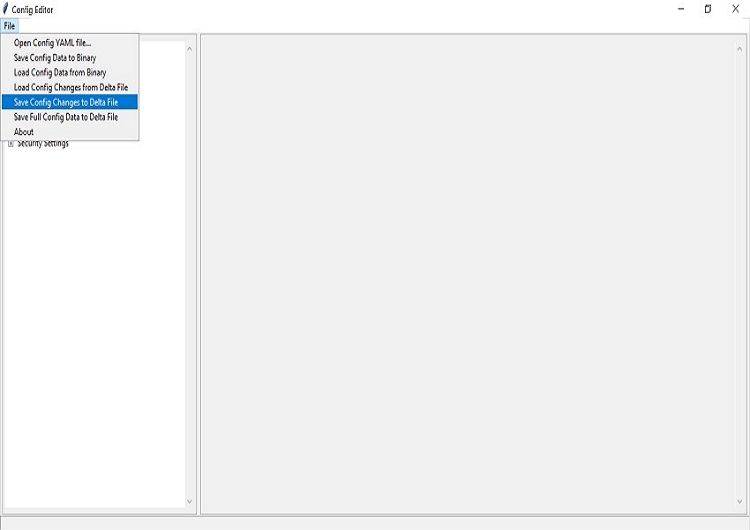 Config Editor
File
Open Config YAML file...
Save Config Data to Binary
Load Config Data from Binary
Load Config Changes from Delta File
Save Config Changes to Delta File
Save Full Config Data to Delta File
About
Security Settings